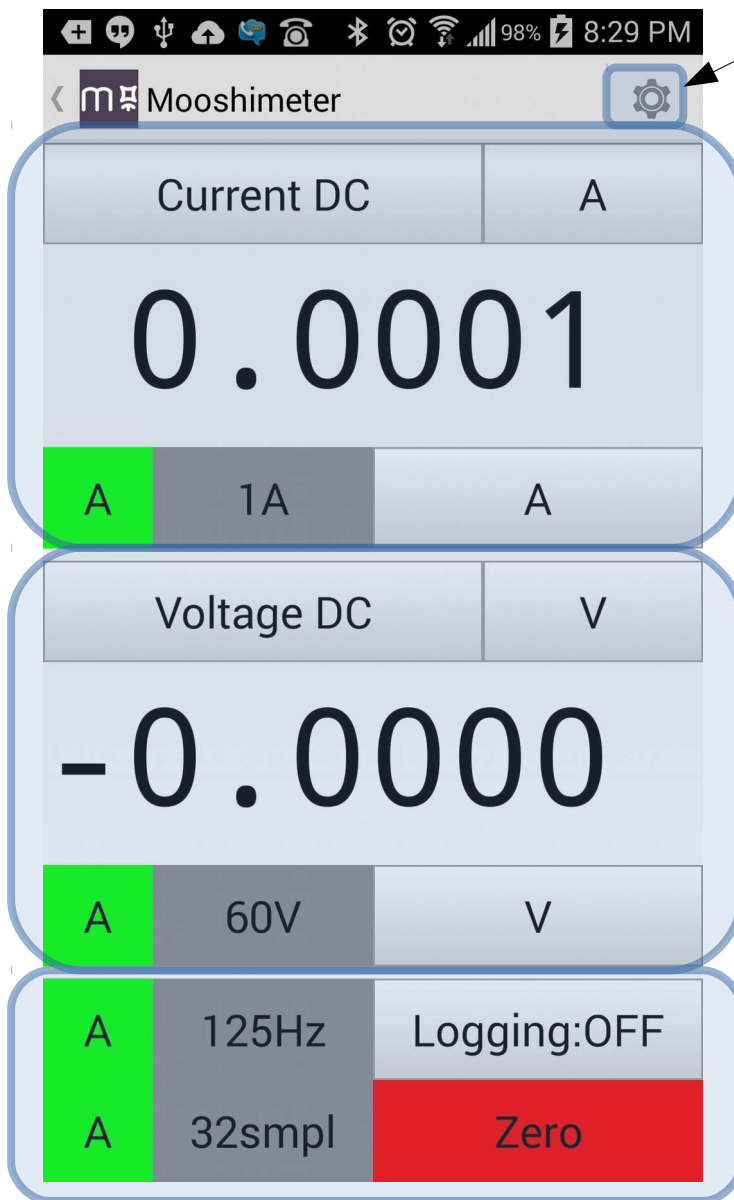 98% 8:29 PM
Mooshimeter
Current DC A
0.0001
A 1A A
Voltage DC V
-0.0000
A 60V V
A 125Hz Logging:OFF
A 32smpl Zero